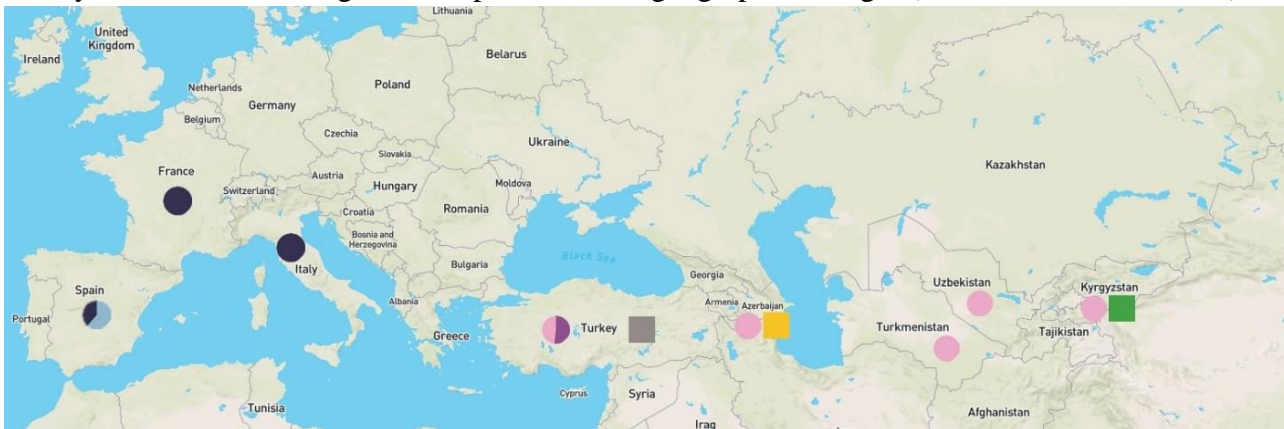 Lithuania
United
Kingdom
Ireland
Belarus
Netherlands
Poland
Germany
Belgium
Czechia
Ukraine
Slovakia
Kazakhstan
France
Austria
Moldova
Switzerland
Hungary
Croatia
Romania
Bosnia and
Herzegovina
Black Sea
Italy
Bulgaria
Georgia
Uzbekistan
Kyrgyzstan
Spain
Albania
Armenia
Azerbaijan
Portugal
Turkey
Turkmenistan
Tajikistan
Greece
Cyprus
Syria
Tunisia
Afghanistan
Iraq